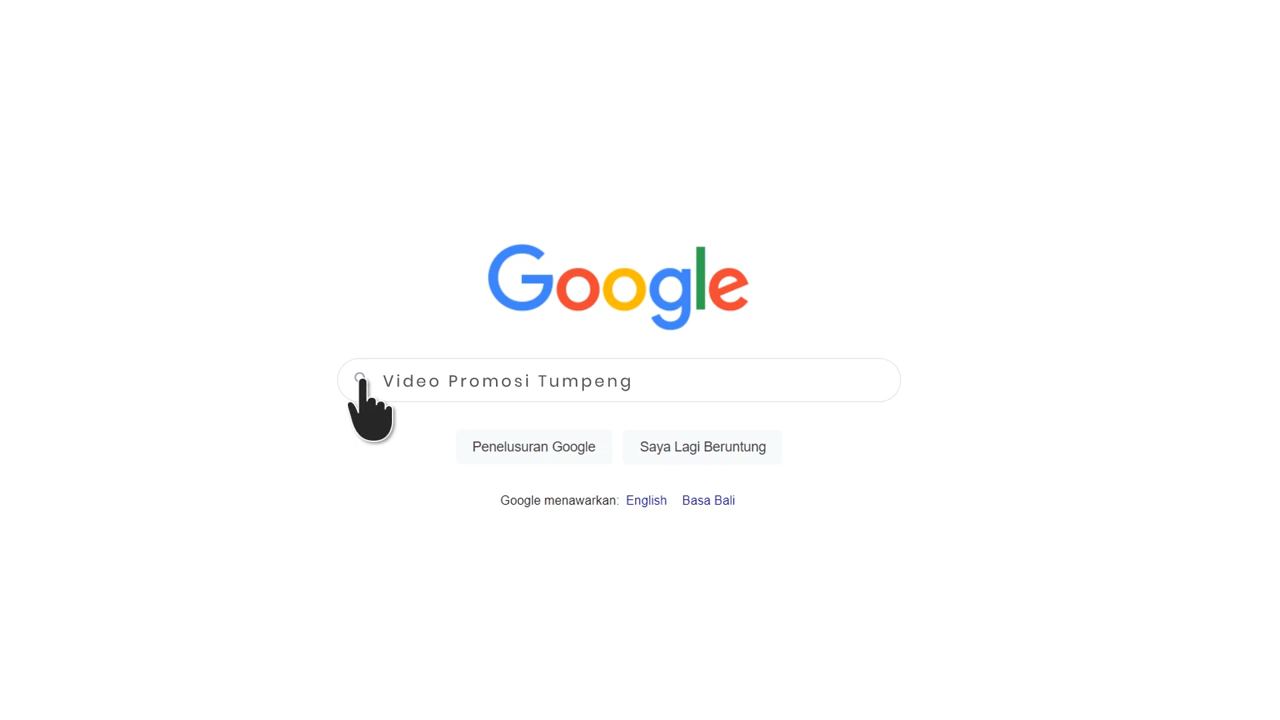 Google
Video Promosi Tumpeng
Penelusuran Google Saya Lagi Beruntung
Google menawarkan: English Basa Bali